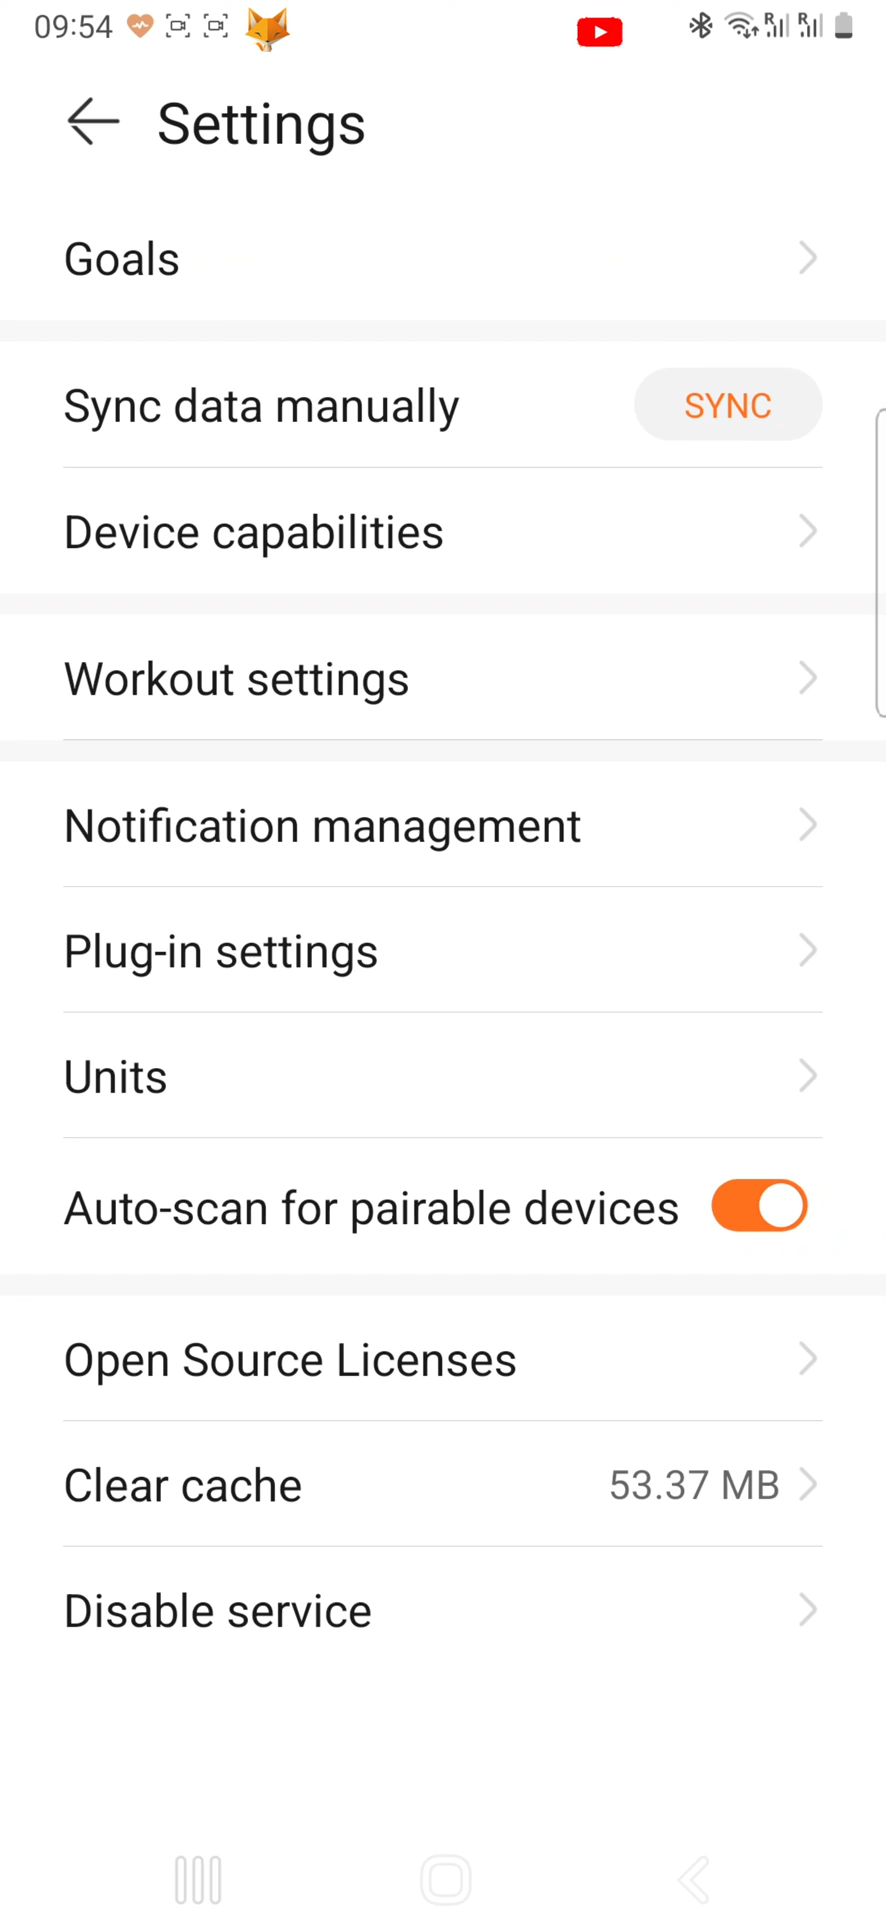 09:54
Settings
Goals
Sync data manually SYNC
Device capabilities
Workout settings
Notification management
Plug-in settings
Units
Auto-scan for pairable devices
Open Source Licenses
Clear cache 53.37 MB
Disable service